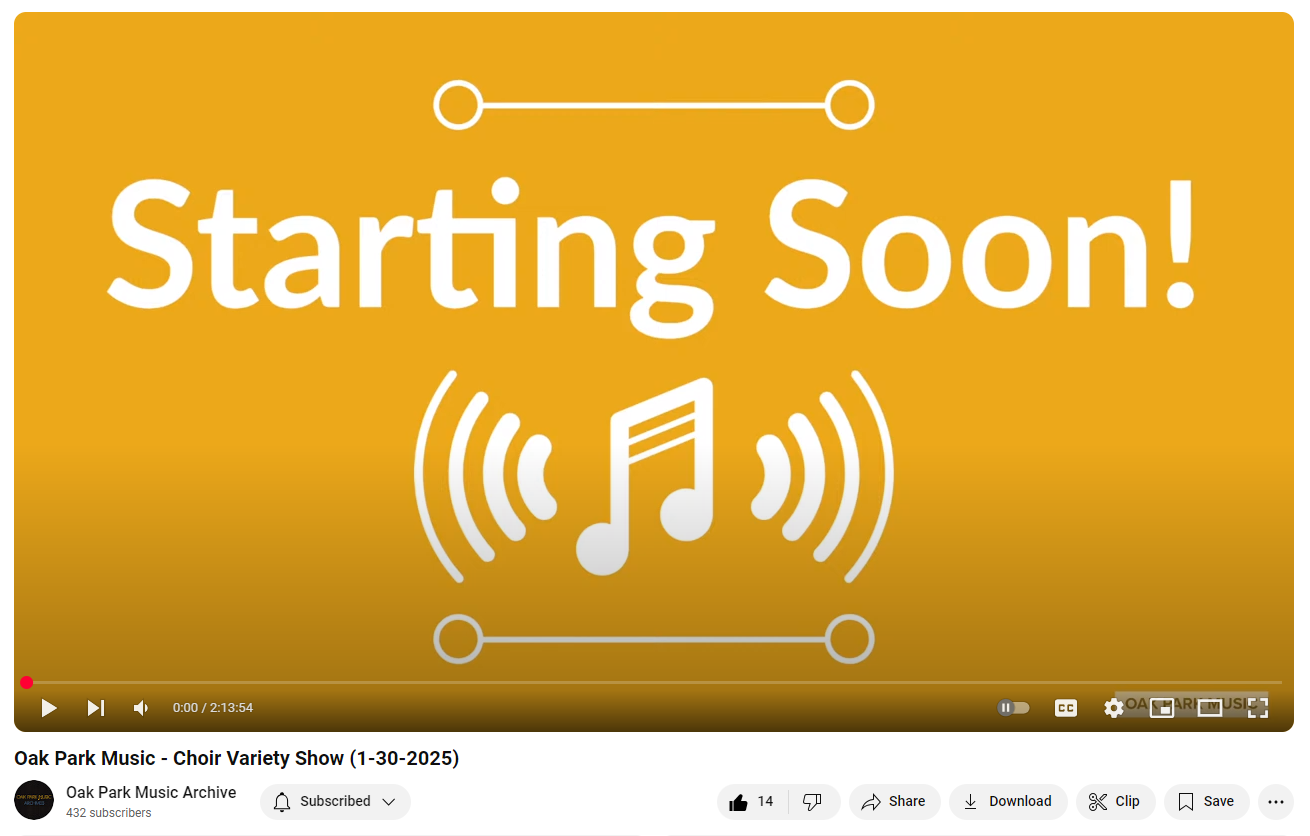 Starting Soon!
OAK PARK MUSIC
0:00 / 2:13:54
CC
Oak Park Music - Choir Variety Show (1-30-2025)
Oak Park Music Archive
432 subscribers
Subscribed
14
Share
Download
Clip
Save